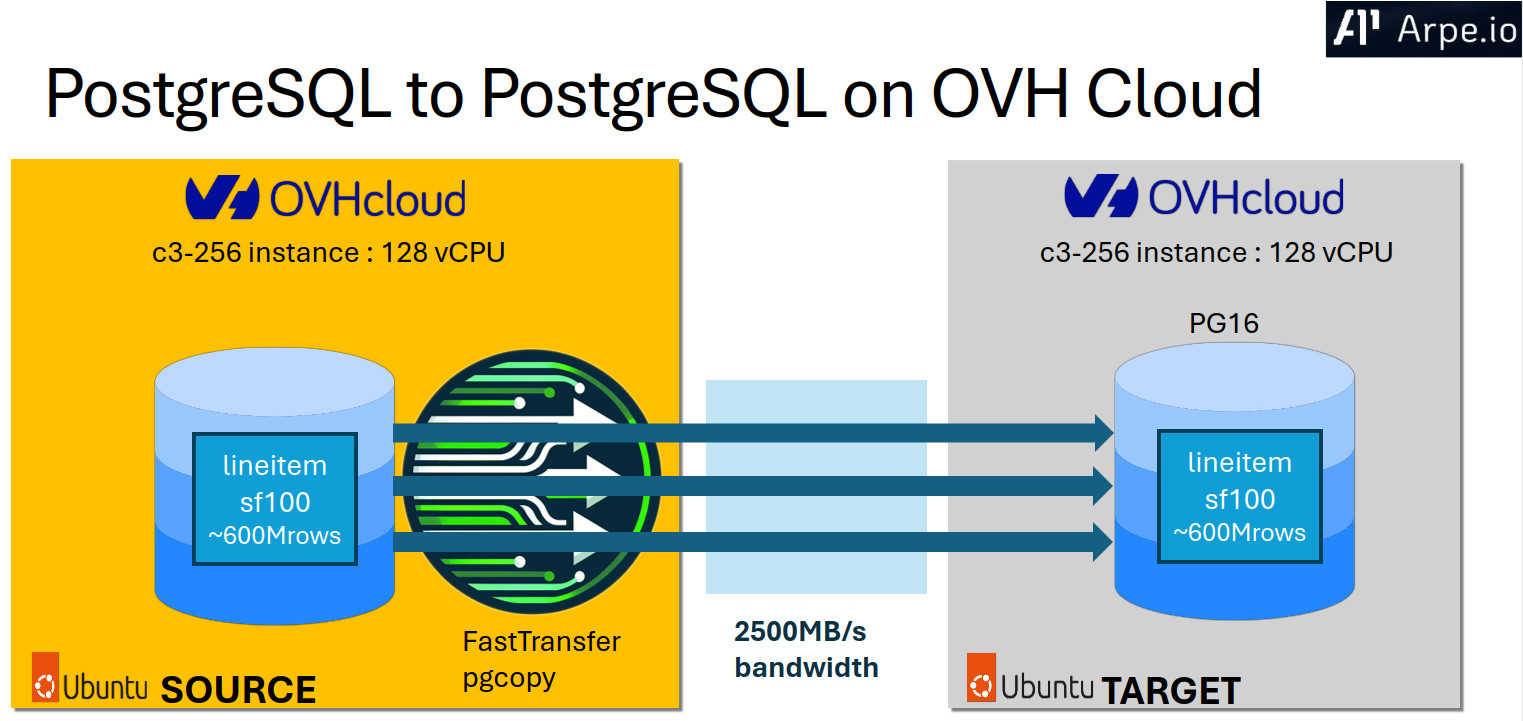 Arpe.io
PostgreSQL to PostgreSQL on OVH Cloud
OVHcloud
c3-256 instance : 128 vCPU
lineitem
sf100
~600Mrows
FastTransfer
pgcopy
Ubuntu SOURCE
2500MB/s
bandwidth
OVHcloud
c3-256 instance : 128 vCPU
PG16
lineitem
sf100
~600Mrows
Ubuntu TARGET